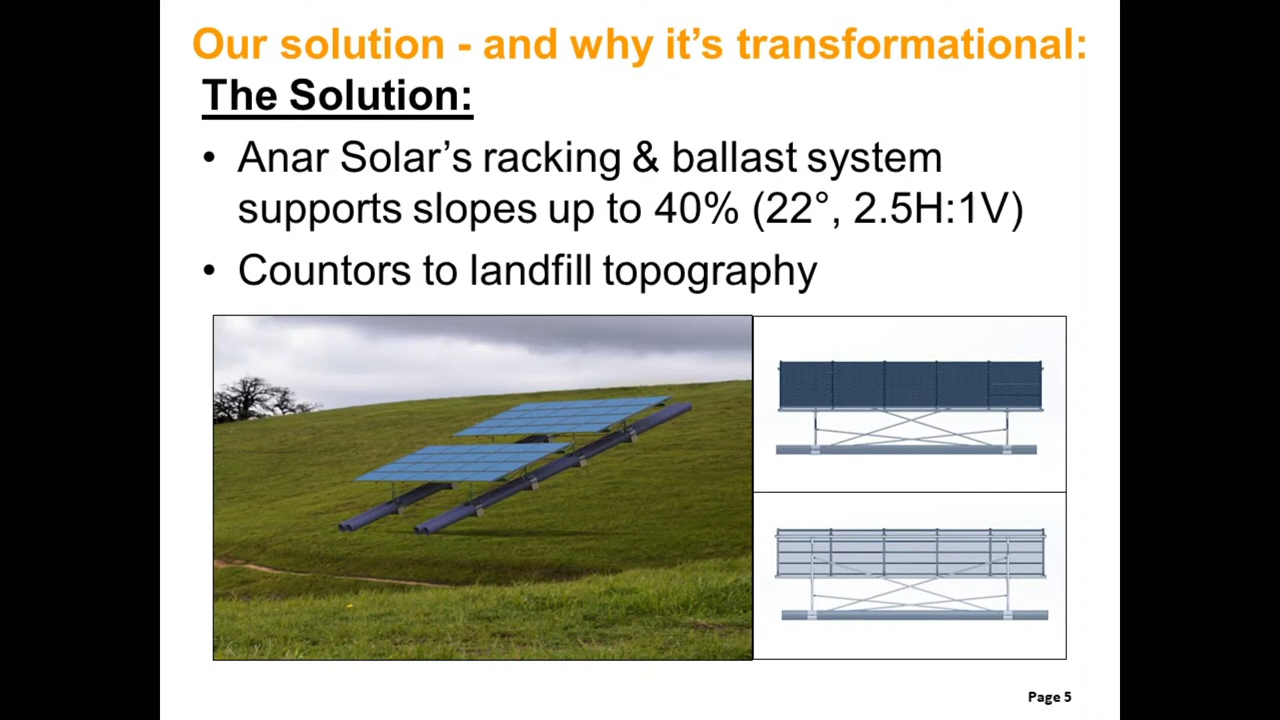 Our solution - and why it’s transformational:
The Solution:
• Anar Solar’s racking & ballast system
supports slopes up to 40% (22°, 2.5H:1V)
• Countors to landfill topography
Page 5